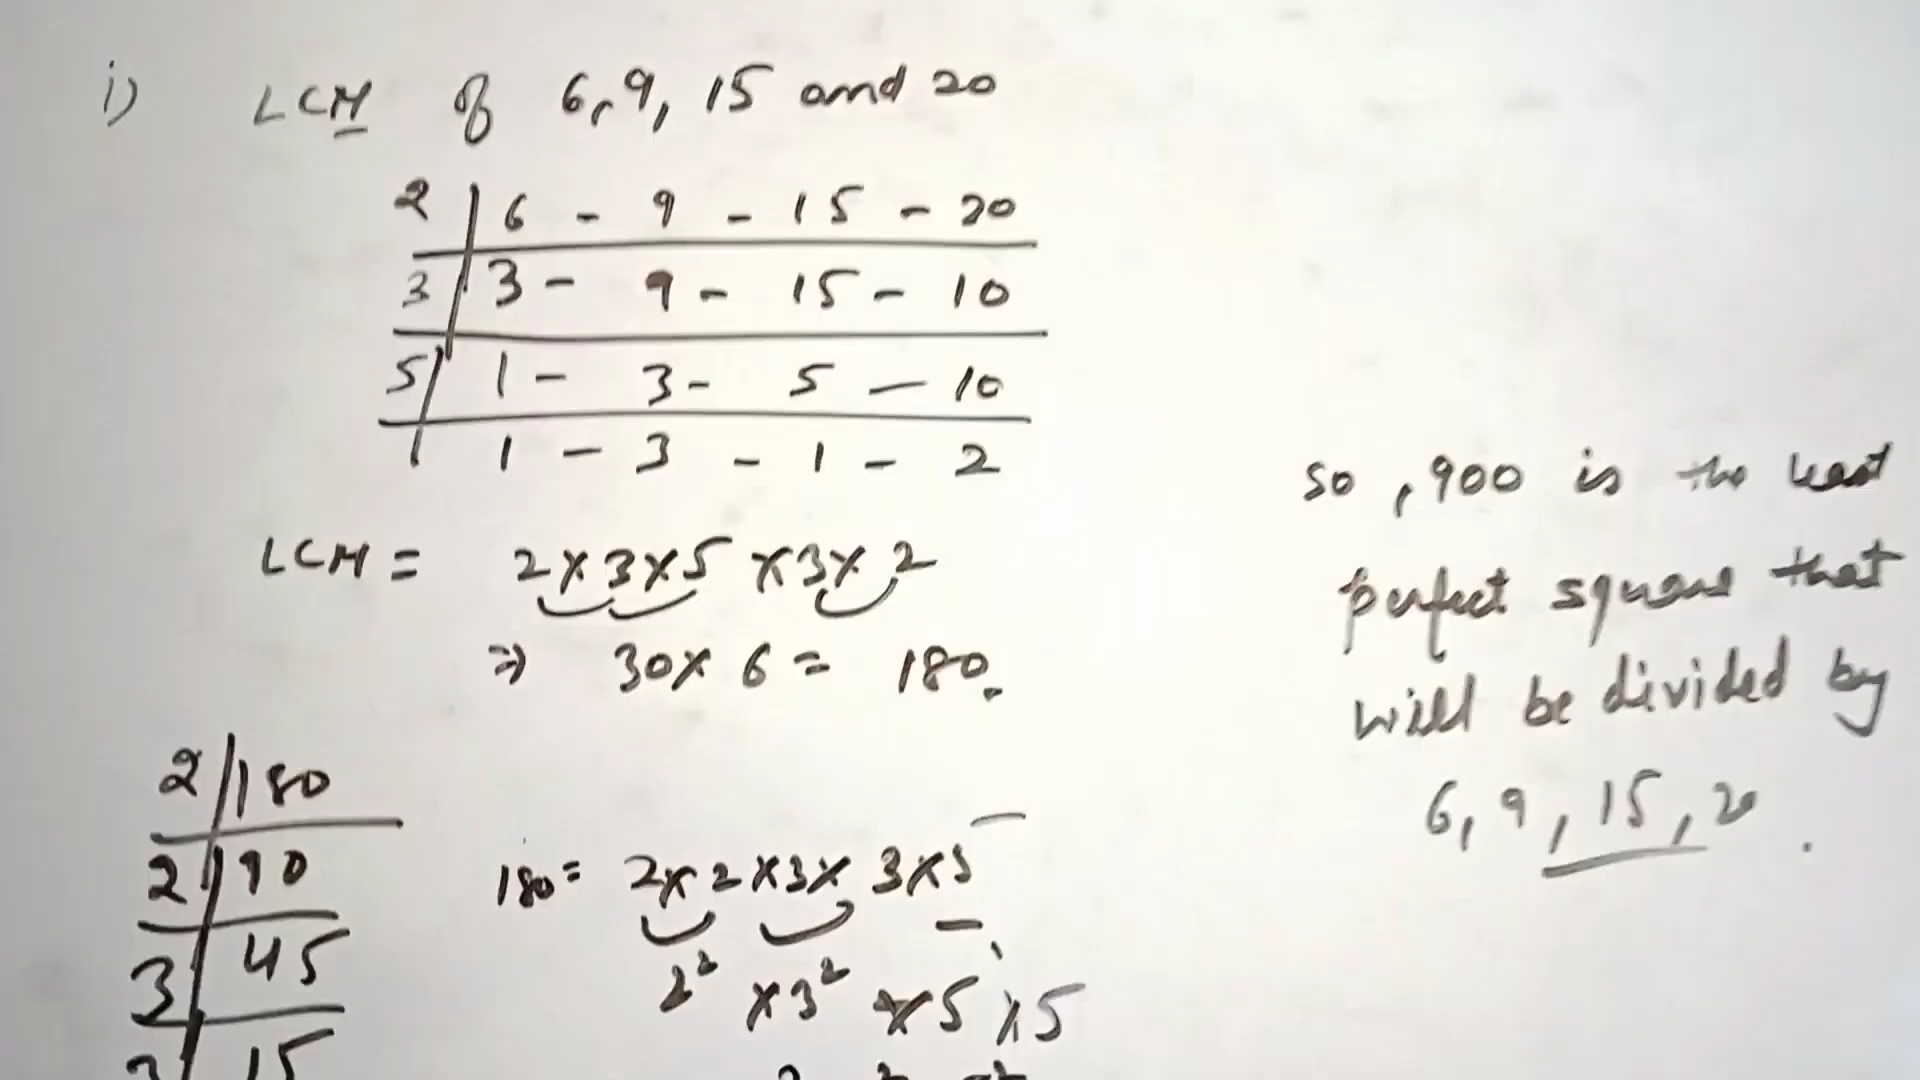 i) LCM of 6, 9, 15 and 20
2 | 6 - 9 - 15 - 20
3 | 3 - 9 - 15 - 10
5 | 1 - 3 - 5 - 10
1 - 3 - 1 - 2
LCM = 2 x 3 x 5 x 3 x 2
⇒ 30 x 6 = 180.
2 | 180
2 | 90
3 | 45
3 | 15
180 = 2 x 2 x 3 x 3 x 5
2² x 3² x 5 x 5
so, 900 is the least
perfect square that
will be divided by
6, 9, 15, 20.